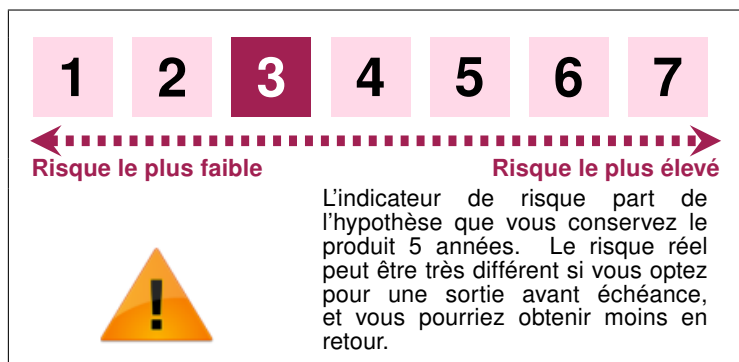 1 2 3 4 5 6 7
Risque le plus faible Risque le plus élevé
L'indicateur de risque part de
l'hypothèse que vous conservez le
produit 5 années. Le risque réel
peut être très différent si vous optez
pour une sortie avant échéance,
et vous pourriez obtenir moins en
retour.